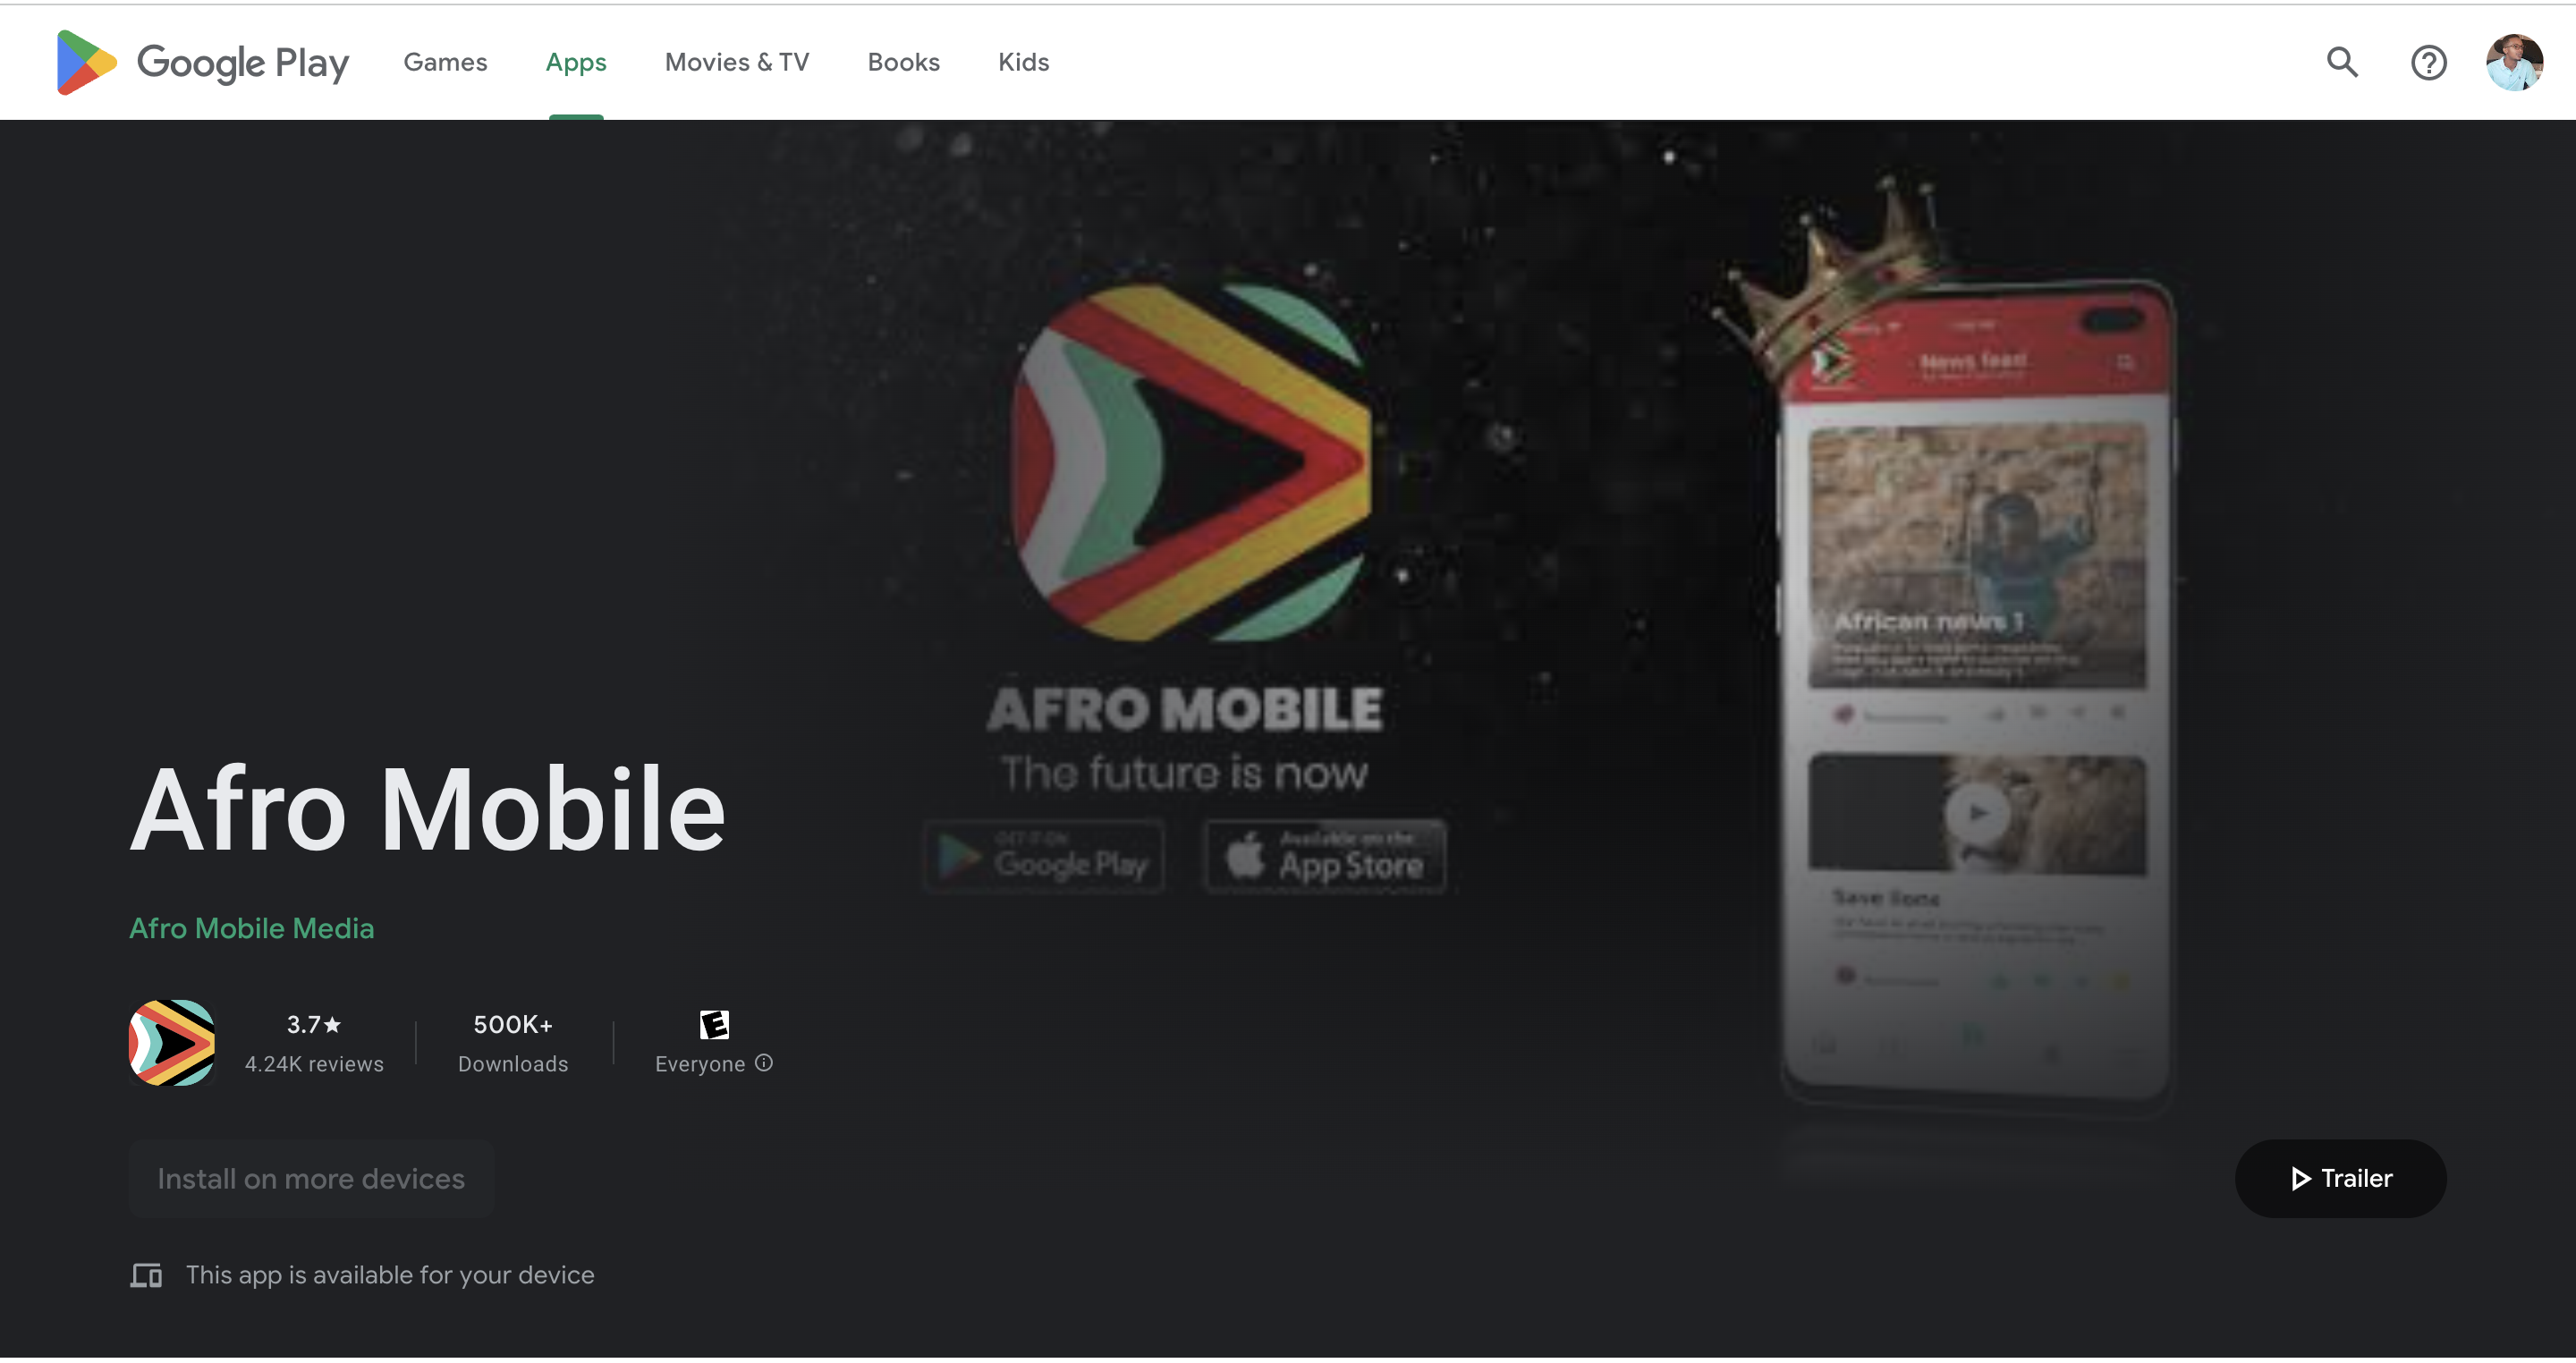 Google Play
Games
Apps
Movies & TV
Books
Kids
News feed
African news 1
AFRO MOBILE
The future is now
GET IT ON
Google Play
Available on the
App Store
Save lions
Afro Mobile
Afro Mobile Media
3.7★
4.24K reviews
500K+
Downloads
E
Everyone
Install on more devices
Trailer
This app is available for your device